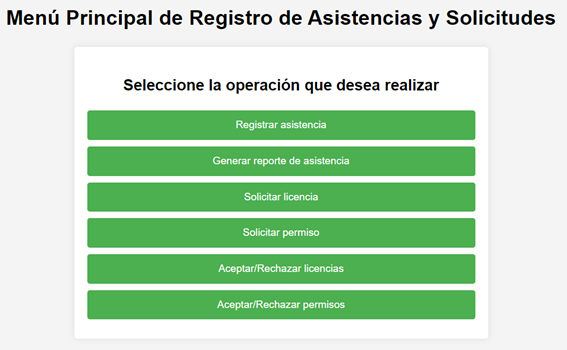 Menú Principal de Registro de Asistencias y Solicitudes
Seleccione la operación que desea realizar
Registrar asistencia
Generar reporte de asistencia
Solicitar licencia
Solicitar permiso
Aceptar/Rechazar licencias
Aceptar/Rechazar permisos